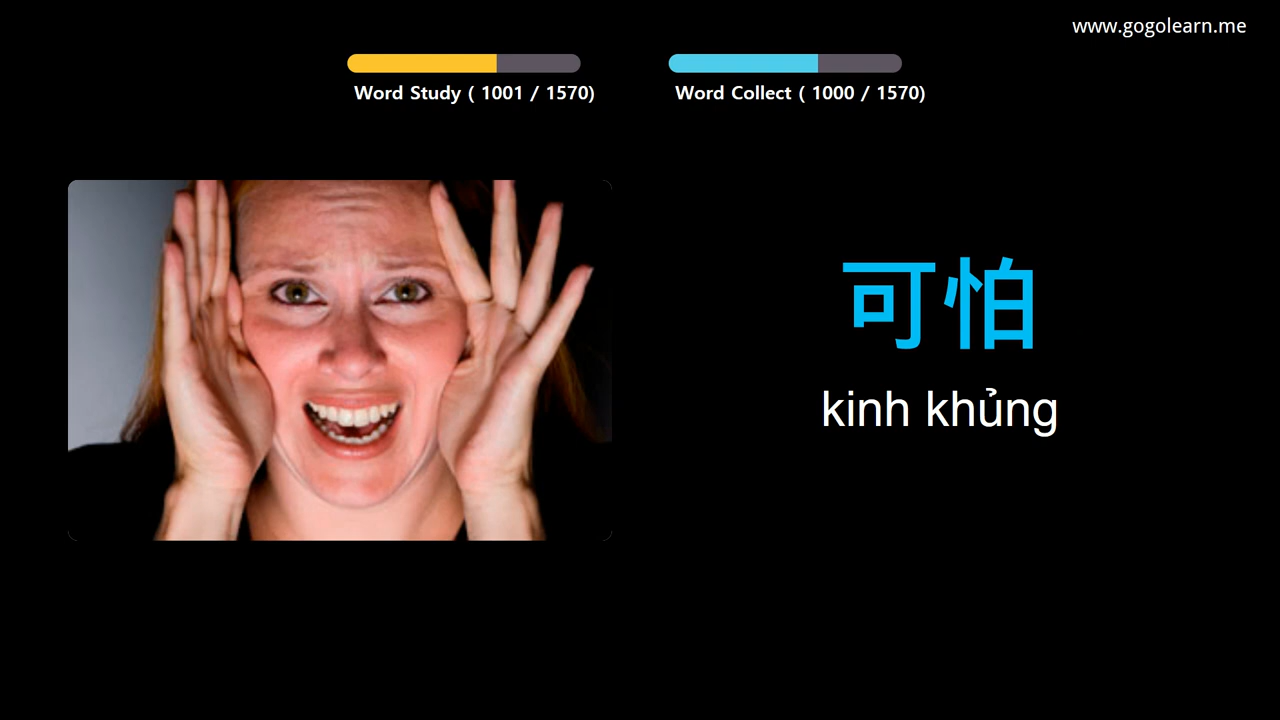 www.gogolearn.me
Word Study ( 1001 / 1570)
Word Collect ( 1000 / 1570)
可怕
kinh khủng